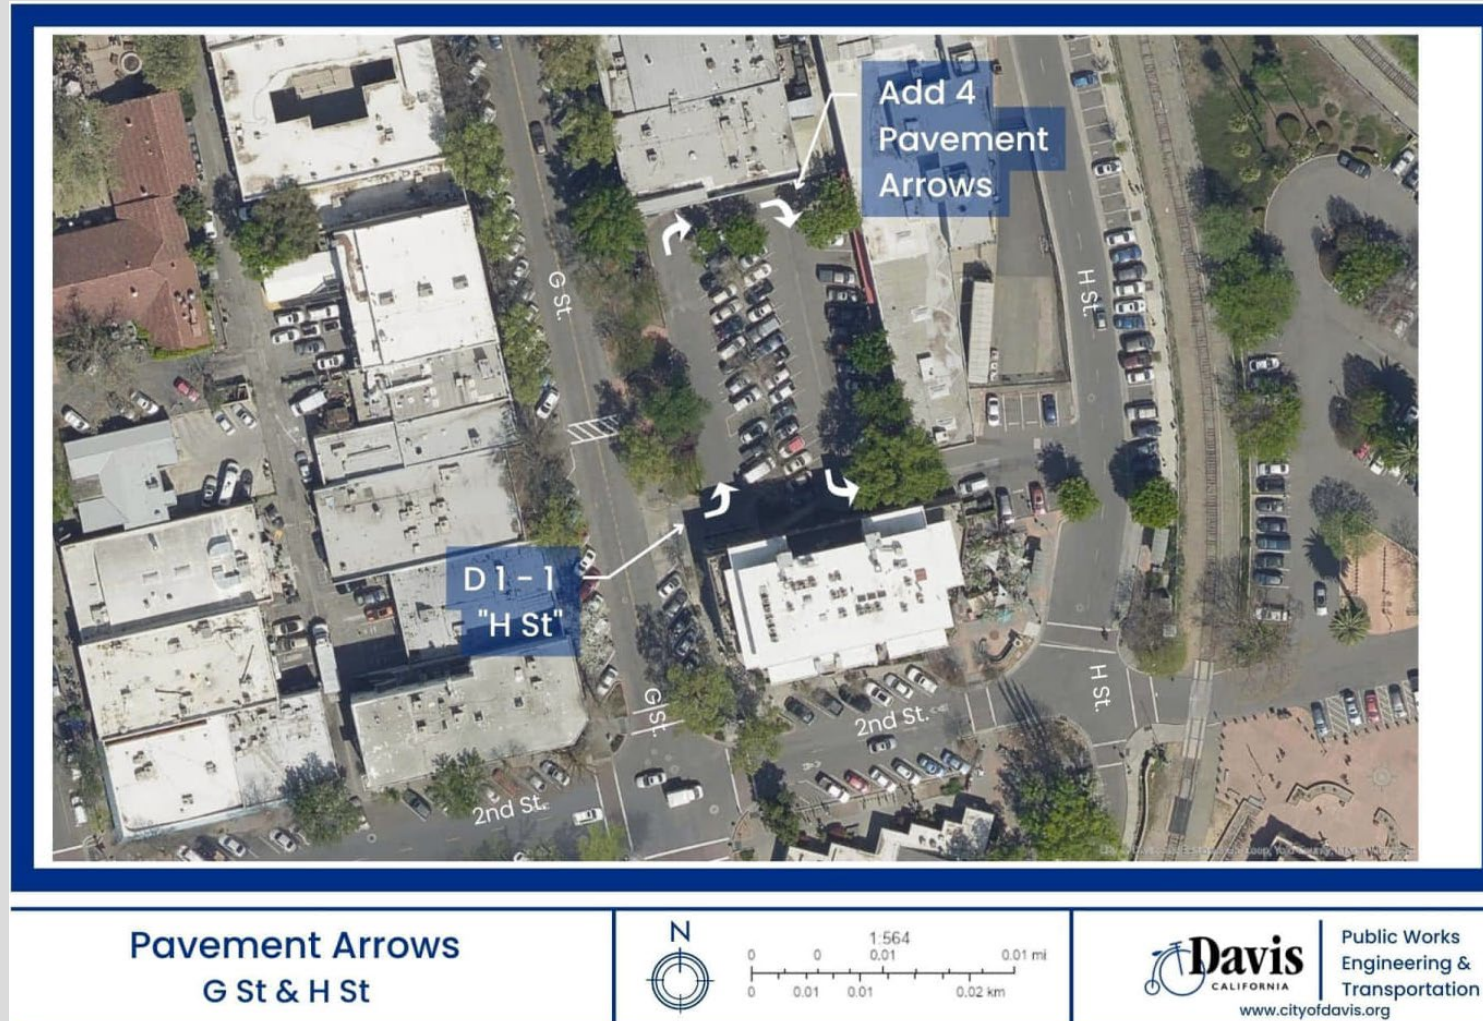 Add 4
Pavement
Arrows
G St.
H St.
D 1 - 1
"H St"
G St.
H St.
2nd St.
2nd St.
Pavement Arrows
G St & H St
N
1:564
0 0 0.01 0.01 mi
0 0.01 0.01 0.02 km
Davis
CALIFORNIA
Public Works
Engineering &
Transportation
www.cityofdavis.org